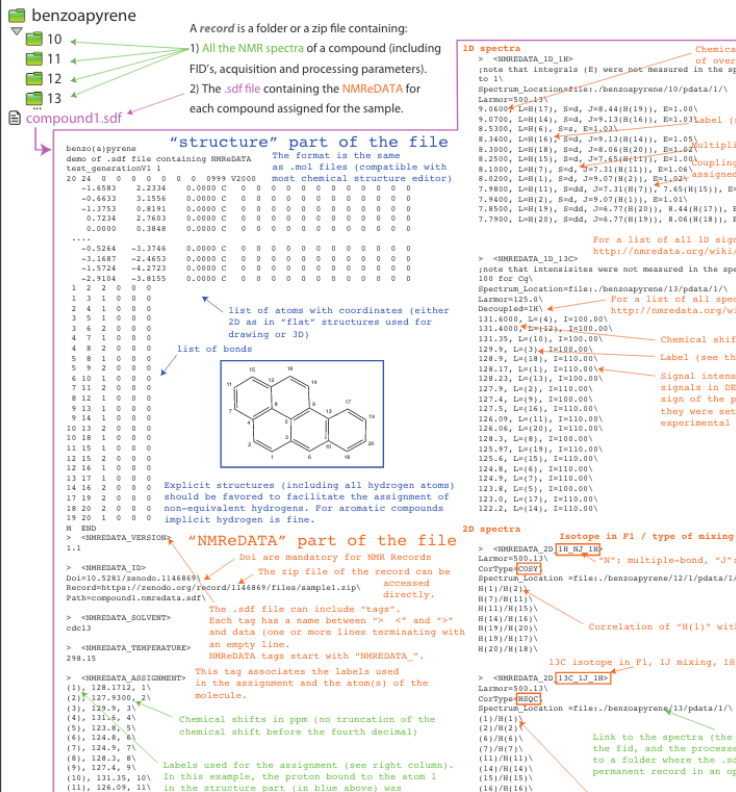 benzoapyrene
10
11
12
13
compound1.sdf
A record is a folder or a zip file containing:
1) All the NMR spectra of a compound (including
FID's, acquisition and processing parameters).
2) The .sdf file containing the NMReDATA for
each compound assigned for the sample.
"structure" part of the file
benzo(a)pyrene
demo of .sdf file containing NMReDATA
test_generationV1 1
The format is the same
as .mol files (compatible with
most chemical structure editor)
20 24 0 0 0 0 0 0 0 0999 V2000
-1.6583 2.2334 0.0000 C 0 0 0 0 0 0 0 0 0 0 0 0
-0.6633 3.1556 0.0000 C 0 0 0 0 0 0 0 0 0 0 0 0
-1.3753 0.8191 0.0000 C 0 0 0 0 0 0 0 0 0 0 0 0
0.7234 2.7603 0.0000 C 0 0 0 0 0 0 0 0 0 0 0 0
0.0000 0.3848 0.0000 C 0 0 0 0 0 0 0 0 0 0 0 0
....
-0.5264 -3.3746 0.0000 C 0 0 0 0 0 0 0 0 0 0 0 0
-3.1687 -2.4653 0.0000 C 0 0 0 0 0 0 0 0 0 0 0 0
-1.5724 -4.2723 0.0000 C 0 0 0 0 0 0 0 0 0 0 0 0
-2.9104 -3.8155 0.0000 C 0 0 0 0 0 0 0 0 0 0 0 0
1 2 2 0 0 0
1 3 1 0 0 0
2 4 1 0 0 0
3 5 1 0 0 0
3 6 2 0 0 0
4 7 1 0 0 0
4 8 2 0 0 0
5 8 1 0 0 0
5 9 2 0 0 0
6 10 1 0 0 0
7 11 2 0 0 0
8 12 1 0 0 0
9 13 1 0 0 0
9 14 1 0 0 0
10 13 2 0 0 0
10 18 1 0 0 0
11 15 1 0 0 0
12 15 2 0 0 0
12 16 1 0 0 0
13 17 1 0 0 0
14 16 2 0 0 0
17 19 2 0 0 0
18 20 2 0 0 0
19 20 1 0 0 0
M END
list of atoms with coordinates (either
2D as in "flat" structures used for
drawing or 3D)
list of bonds
15 16
11 12 14
7 8 9 13 17 19
4 5
2 3 10 20
1 6 18
Explicit structures (including all hydrogen atoms)
should be favored to facilitate the assignment of
non-equivalent hydrogens. For aromatic compounds
implicit hydrogen is fine.
> <NMREDATA_VERSION>
1.1
"NMReDATA" part of the file
Doi are mandatory for NMR Records
The zip file of the record can be
accessed
directly.
> <NMREDATA_ID>
Doi=10.5281/zenodo.1146869\
Record=https://zenodo.org/record/1146869/files/sample1.zip\
Path=compound1.nmredata.sdf\
The .sdf file can include "tags".
Each tag has a name between "> <" and ">"
and data (one or more lines terminating with
an empty line.
NMReDATA tags start with "NMREDATA_".
> <NMREDATA_SOLVENT>
cdcl3
> <NMREDATA_TEMPERATURE>
298.15
This tag associates the labels used
in the assignment and the atom(s) of the
molecule.
> <NMREDATA_ASSIGNMENT>
(1), 128.1712, 1\
(2), 127.9300, 2\
(3), 129.9, 3\
(4), 131.6, 4\
(5), 123.8, 5\
(6), 124.8, 6\
(7), 124.9, 7\
(8), 128.3, 8\
(9), 127.4, 9\
(10), 131.35, 10\
(11), 126.09, 11\
Chemical shifts in ppm (no truncation of the
chemical shift before the fourth decimal)
Labels used for the assignment (see right column).
In this example, the proton bound to the atom 1
in the structure part (in blue above) was
1D spectra
> <NMREDATA_1D_1H>
;note that integrals (E) were not measured in the sp
to 1\
Spectrum_Location=file:./benzoapyrene/10/pdata/1/\
Larmor=500.13\
9.0600, L=H(17), S=d, J=8.44(H(19)), E=1.00\
9.0700, L=H(14), S=d, J=9.13(H(16)), E=1.03\
8.5300, L=H(6), S=s, E=1.03\
8.3400, L=H(16), S=d, J=9.13(H(14)), E=1.05
8.3000, L=H(18), S=d, J=8.06(H(20)), E=1.02\
8.2500, L=H(15), S=d, J=7.65(H(11)), E=1.00\
8.1000, L=H(7), S=d, J=7.31(H(11)), E=1.06\
8.0200, L=H(1), S=d, J=9.07(H(2)), E=1.02\
7.9800, L=H(11), S=dd, J=7.31(H(7)), 7.65(H(15)), E=
7.9400, L=H(2), S=d, J=9.07(H(1)), E=1.01\
7.8500, L=H(19), S=dd, J=6.77(H(20)), 8.44(H(17)), E
7.7900, L=H(20), S=dd, J=6.77(H(19)), 8.06(H(18)), E
Chemica
of over
Label (
Multipli
Coupling
assigned
For a list of all 1D sign
http://nmredata.org/wiki/
> <NMREDATA_1D_13C>
;note that intensisites were not measured in the spe
100 for Cq\
Spectrum_Location=file:./benzoapyrene/13/pdata/1/\
Larmor=125.0\
Decoupled=1H\
131.6000, L=(4), I=100.00\
131.4000, L=(12), I=100.00\
131.35, L=(10), I=100.00\
129.9, L=(3), I=100.00\
128.9, L=(18), I=110.00\
128.17, L=(1), I=110.00\
128.23, L=(13), I=100.00\
127.9, L=(2), I=110.00\
127.4, L=(9), I=100.00\
127.5, L=(16), I=110.00\
126.09, L=(11), I=110.00\
126.06, L=(20), I=110.00\
128.3, L=(8), I=100.00\
125.97, L=(19), I=110.00\
125.6, L=(15), I=110.00\
124.8, L=(6), I=110.00\
124.9, L=(7), I=110.00\
123.8, L=(5), I=100.00\
123.0, L=(17), I=110.00\
122.2, L=(14), I=110.00\
For a list of all spec
http://nmredata.org/wi
Chemical shif
Label (see th
Signal intens
signals in DE
sign of the p
they were set
experimental
2D spectra
Isotope in F1 / type of mixing
> <NMREDATA_2D_1H_NJ_1H>
"N": multiple-bond, "J":
Larmor=500.13\
CorType=COSY\
Spectrum_Location =file:./benzoapyrene/12/1/pdata/1/
H(1)/H(2)\
H(7)/H(11)\
H(11)/H(15)\
H(14)/H(16)\
H(19)/H(20)\
H(19)/H(17)\
H(20)/H(18)\
Correlation of "H(1)" with
13C isotope in F1, 1J mixing, 1H
> <NMREDATA_2D_13C_1J_1H>
Larmor=500.13\
CorType=HSQC\
Spectrum_Location =file:./benzoapyrene/13/pdata/1/\
(1)/H(1)\
(2)/H(2)\
(6)/H(6)\
(7)/H(7)\
(11)/H(11)\
(14)/H(14)\
(15)/H(15)\
(16)/H(16)\
Link to the spectra (the
the fid, and the processe
to a folder where the .sd
permanent record in an op